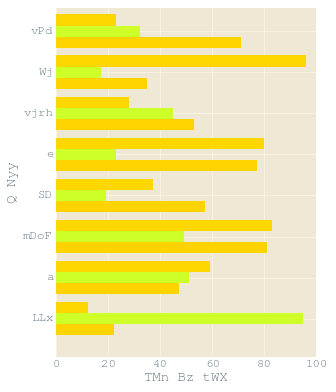 vPd
Wj
vjrh
e
SD
mDoF
a
LLx
Q Nyy
0 20 40 60 80 100
TMn Bz tWX